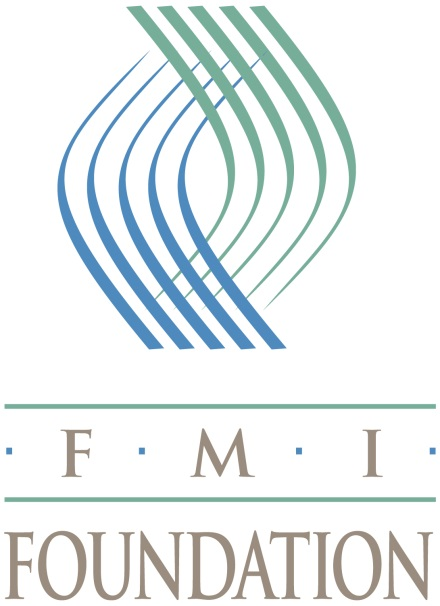 · F · M · I ·
FOUNDATION